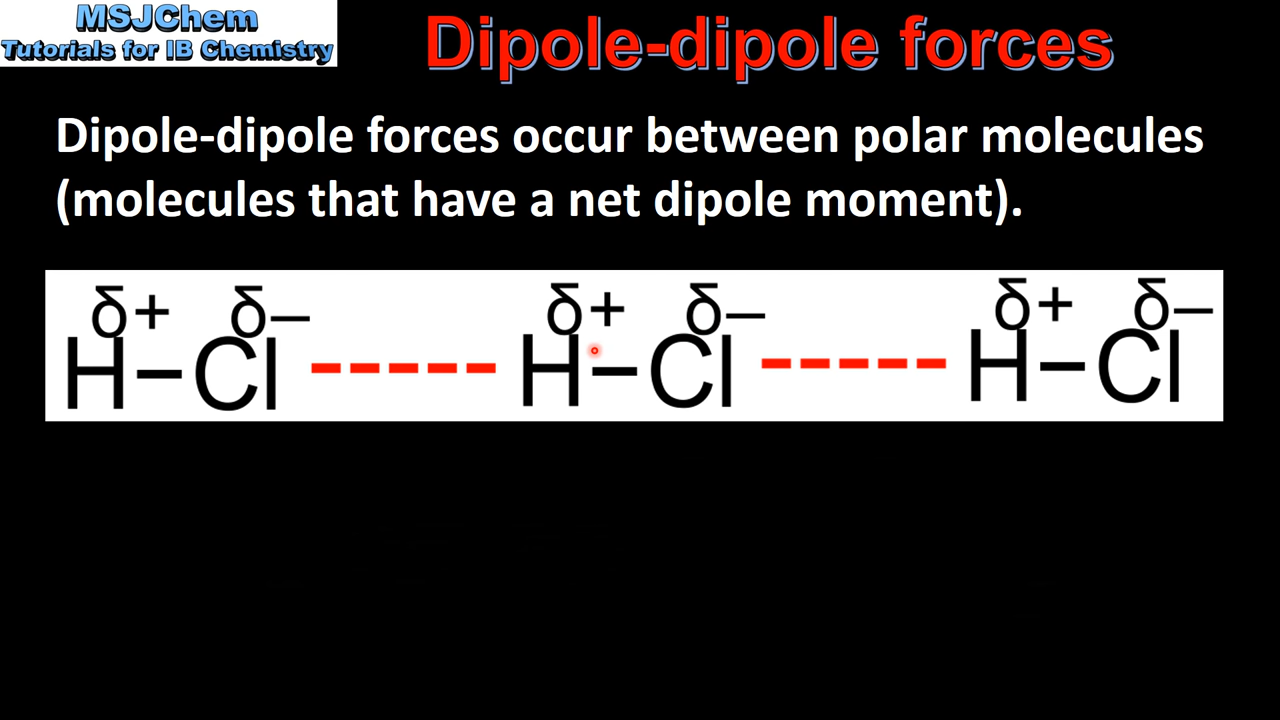 MSJChem
Tutorials for IB Chemistry
Dipole-dipole forces
Dipole-dipole forces occur between polar molecules
(molecules that have a net dipole moment).
δ+ δ– δ+ δ– δ+ δ–
H–Cl H–Cl H–Cl